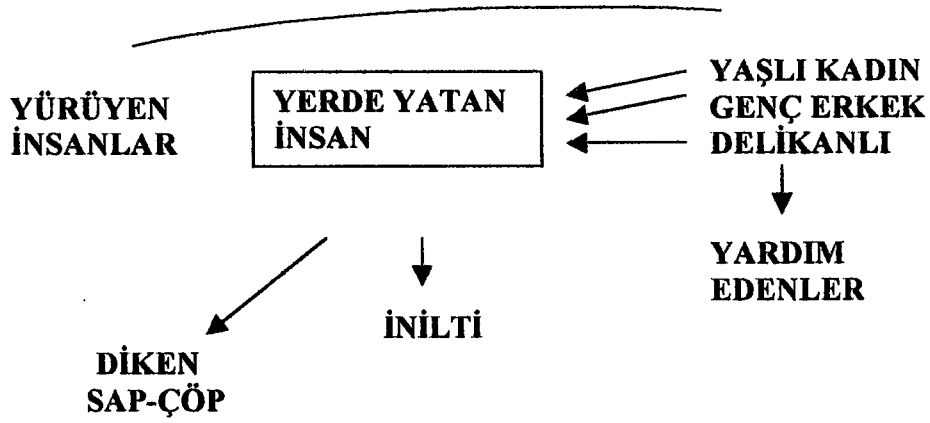 YÜRÜYEN
İNSANLAR
YERDE YATAN
İNSAN
YAŞLI KADIN
GENÇ ERKEK
DELİKANLI
YARDIM
EDENLER
İNİLTİ
DİKEN
SAP-ÇÖP